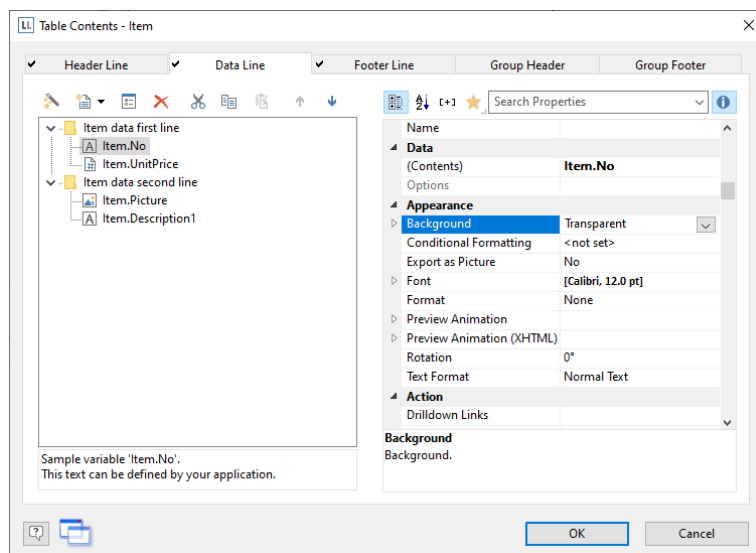 LL Table Contents - Item
Header Line Data Line Footer Line Group Header Group Footer
Search Properties
Item data first line
A Item.No
# Item.UnitPrice
Item data second line
Item.Picture
A Item.Description1
Sample variable 'Item.No'.
This text can be defined by your application.
Name
Data
(Contents) Item.No
Options
Appearance
Background Transparent
Conditional Formatting <not set>
Export as Picture No
Font [Calibri, 12.0 pt]
Format None
Preview Animation
Preview Animation (XHTML)
Rotation 0°
Text Format Normal Text
Action
Drilldown Links
Background
Background.
OK Cancel